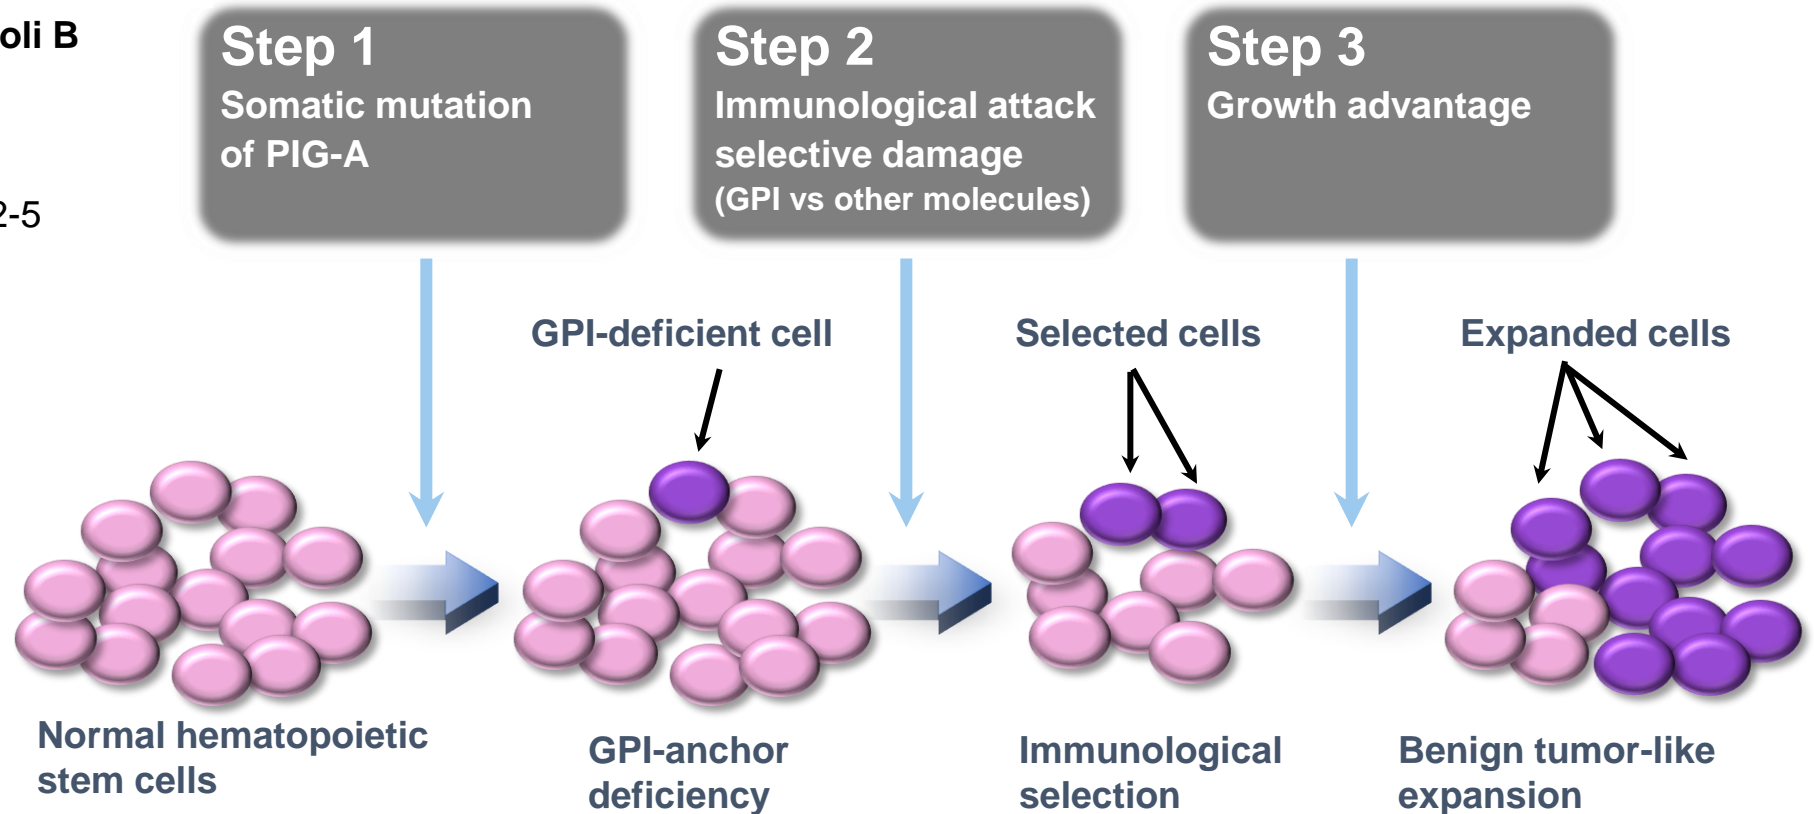 oli B
2-5
Step 1
Somatic mutation
of PIG-A
Step 2
Immunological attack
selective damage
(GPI vs other molecules)
Step 3
Growth advantage
GPI-deficient cell
Selected cells
Expanded cells
Normal hematopoietic
stem cells
GPI-anchor
deficiency
Immunological
selection
Benign tumor-like
expansion